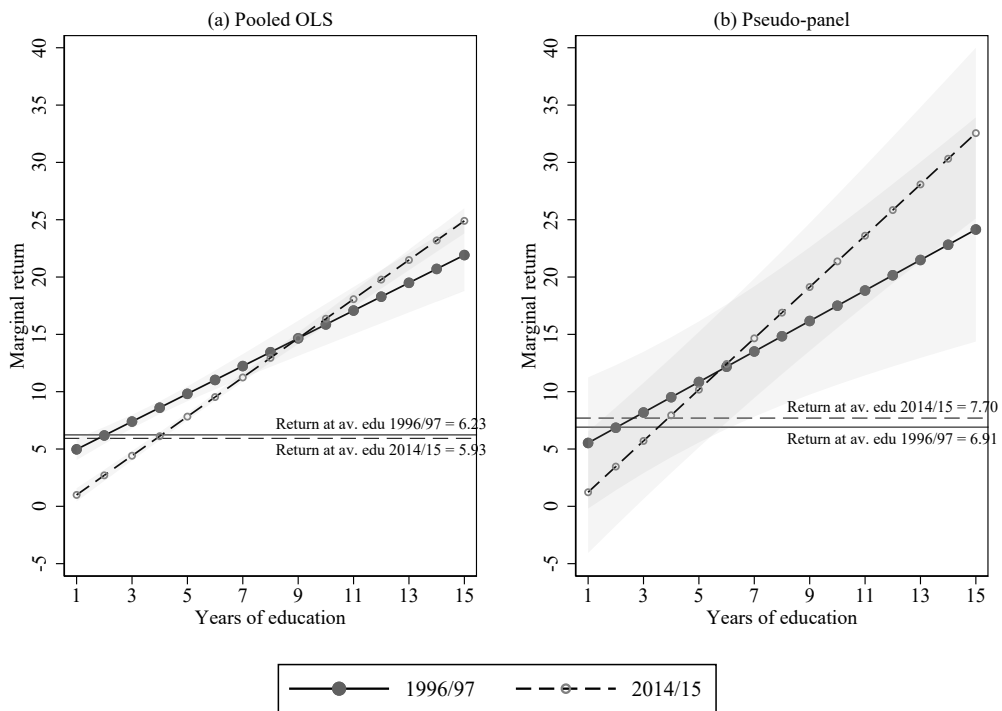 (a) Pooled OLS
Marginal return
40
35
30
25
20
15
10
5
0
-5
Return at av. edu 1996/97 = 6.23
Return at av. edu 2014/15 = 5.93
1 3 5 7 9 11 13 15
Years of education
(b) Pseudo-panel
Marginal return
40
35
30
25
20
15
10
5
0
-5
Return at av. edu 2014/15 = 7.70
Return at av. edu 1996/97 = 6.91
1 3 5 7 9 11 13 15
Years of education
1996/97 2014/15